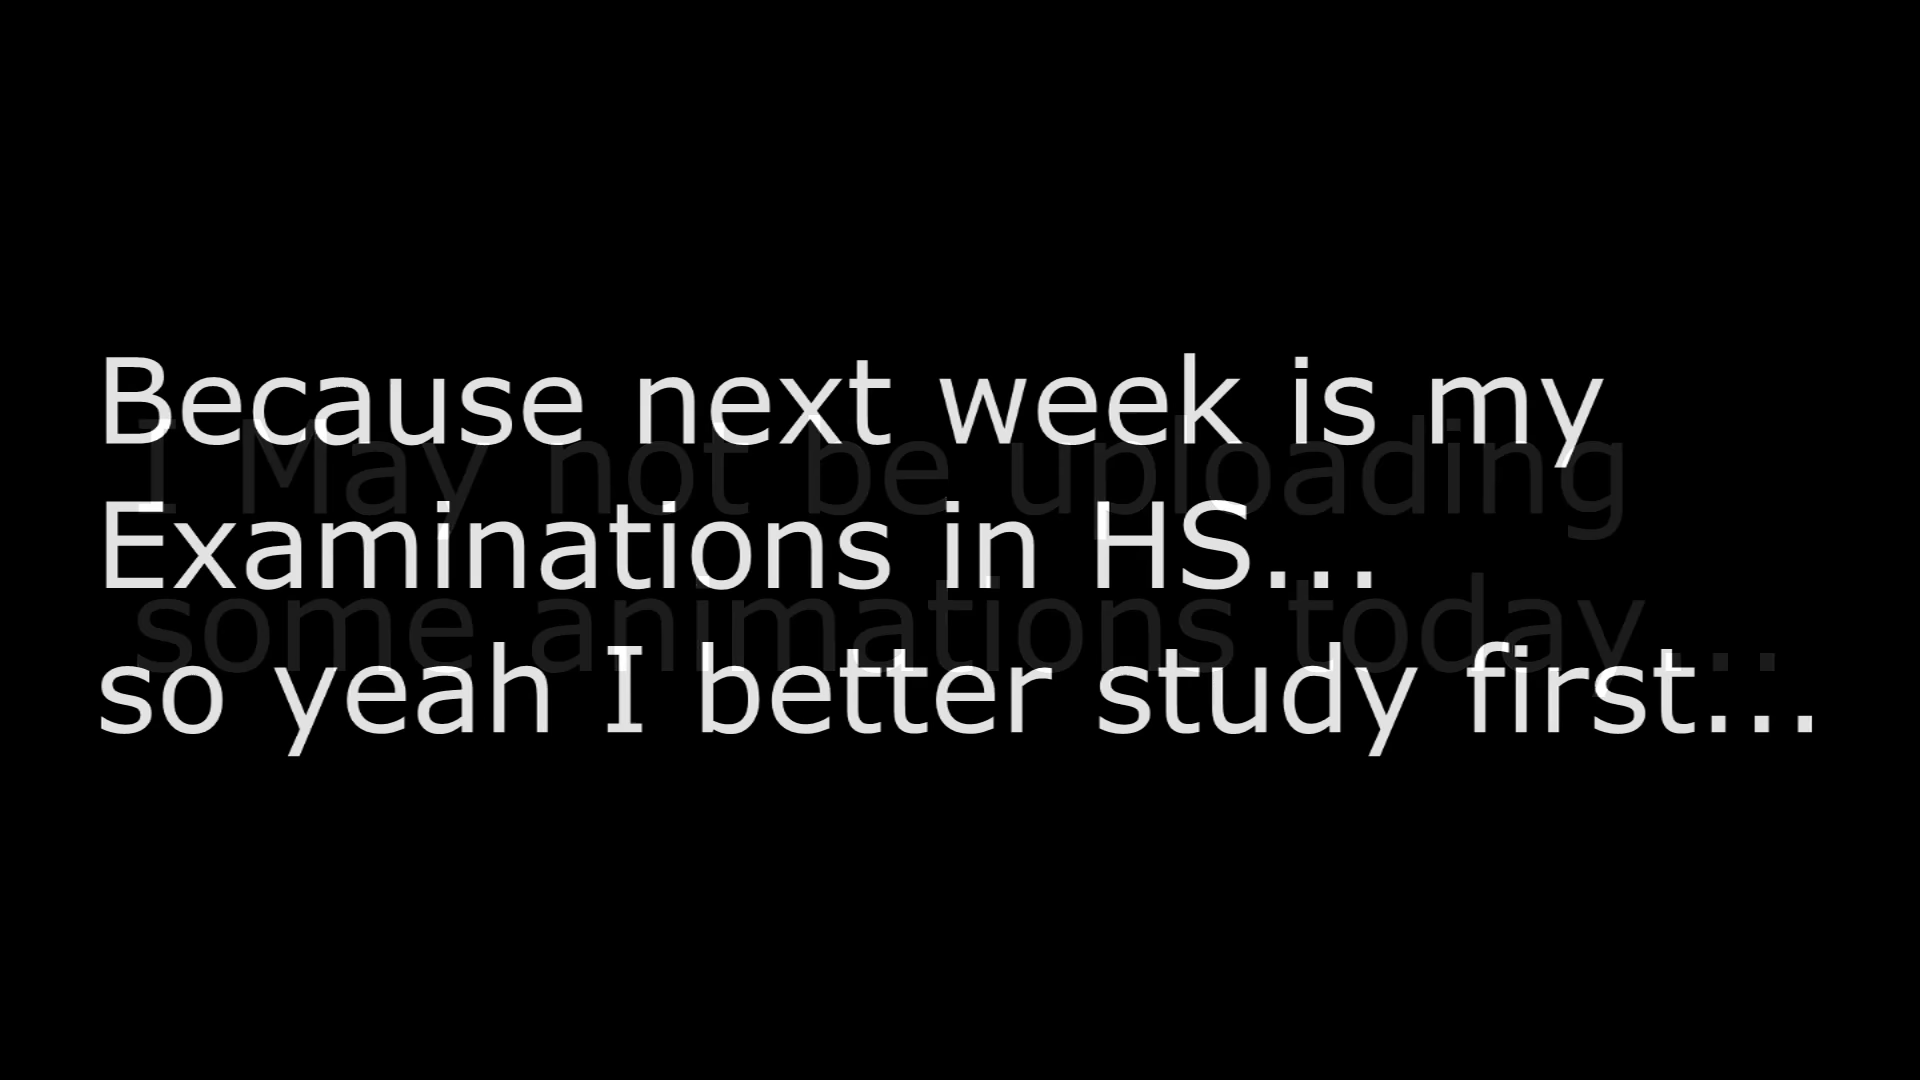 Because next week is my
I May not be uploading
Examinations in HS...
some animations today...
so yeah I better study first...